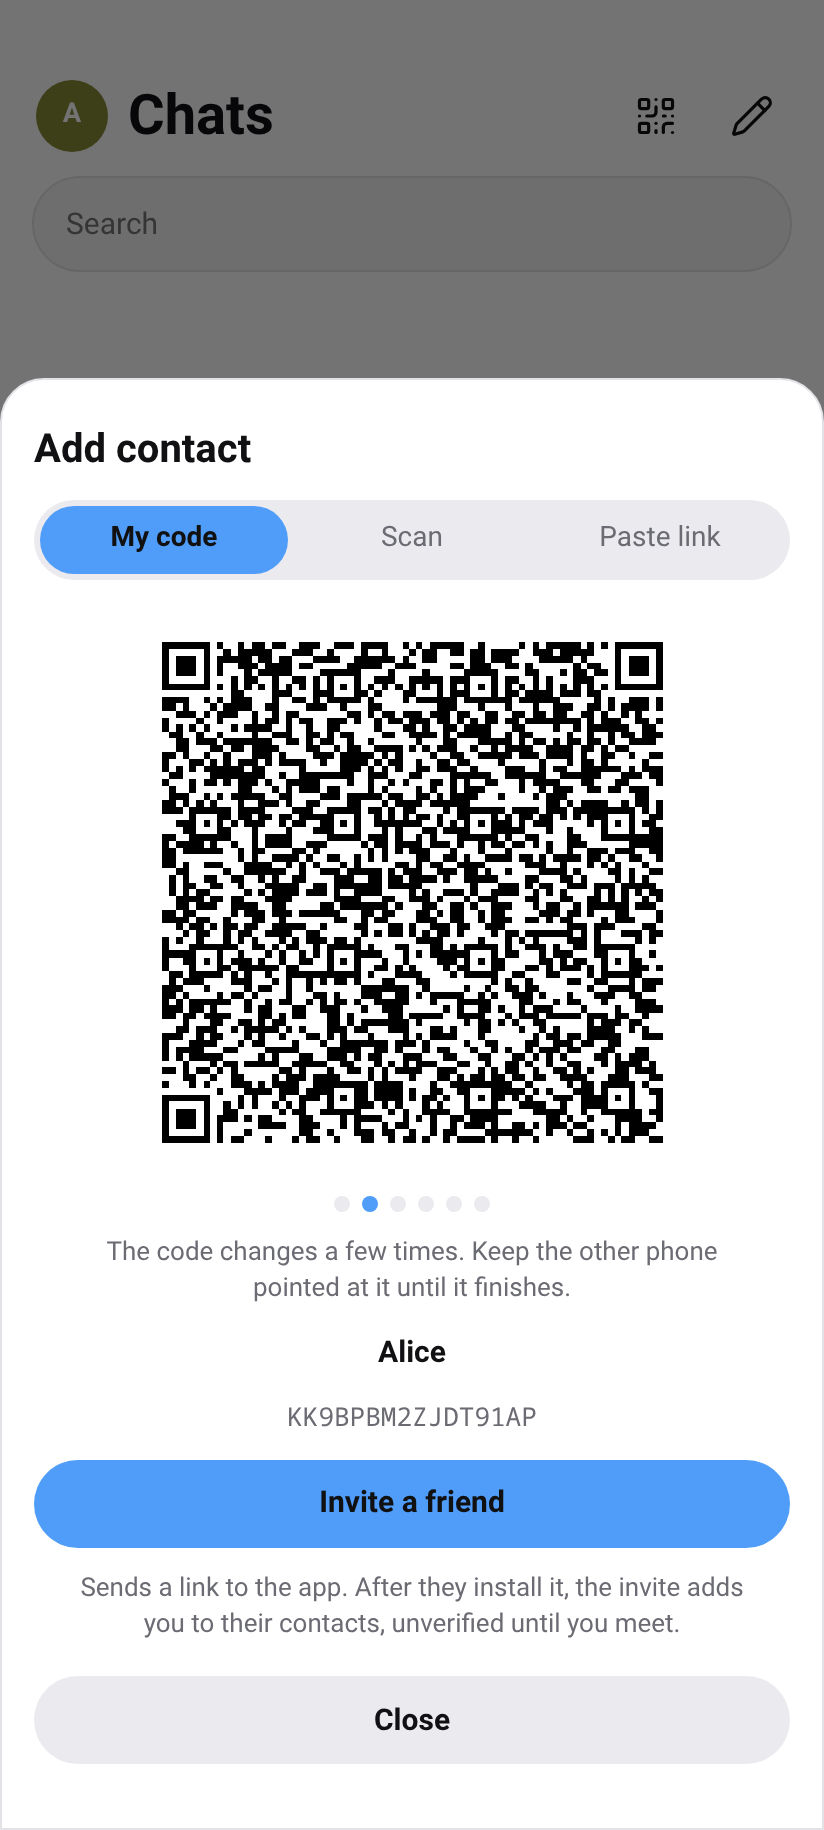 A
Chats
Search
Add contact
My code
Scan
Paste link
The code changes a few times. Keep the other phone
pointed at it until it finishes.
Alice
KK9BPBM2ZJDT91AP
Invite a friend
Sends a link to the app. After they install it, the invite adds
you to their contacts, unverified until you meet.
Close